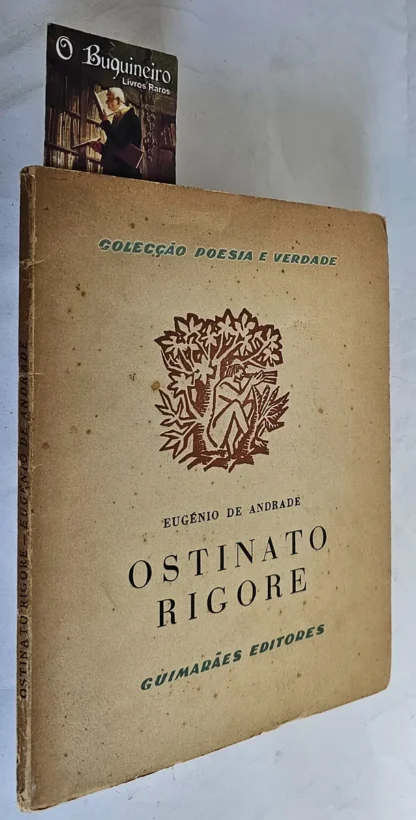 O Buquineiro
Livros Raros
COLECÇÃO POESIA E VERDADE
EUGÉNIO DE ANDRADE
OSTINATO
RIGORE
GUIMARÃES EDITORES
OSTINATO RIGORE — EUGÉNIO DE ANDRADE